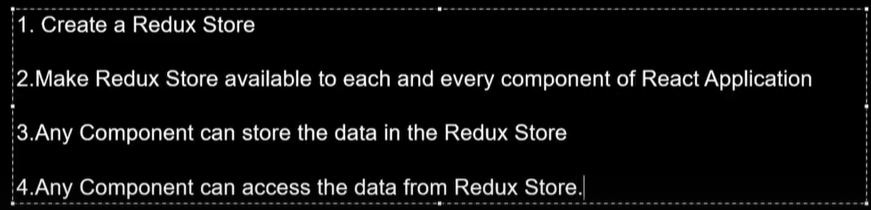 1. Create a Redux Store
2.Make Redux Store available to each and every component of React Application
3.Any Component can store the data in the Redux Store
4.Any Component can access the data from Redux Store.